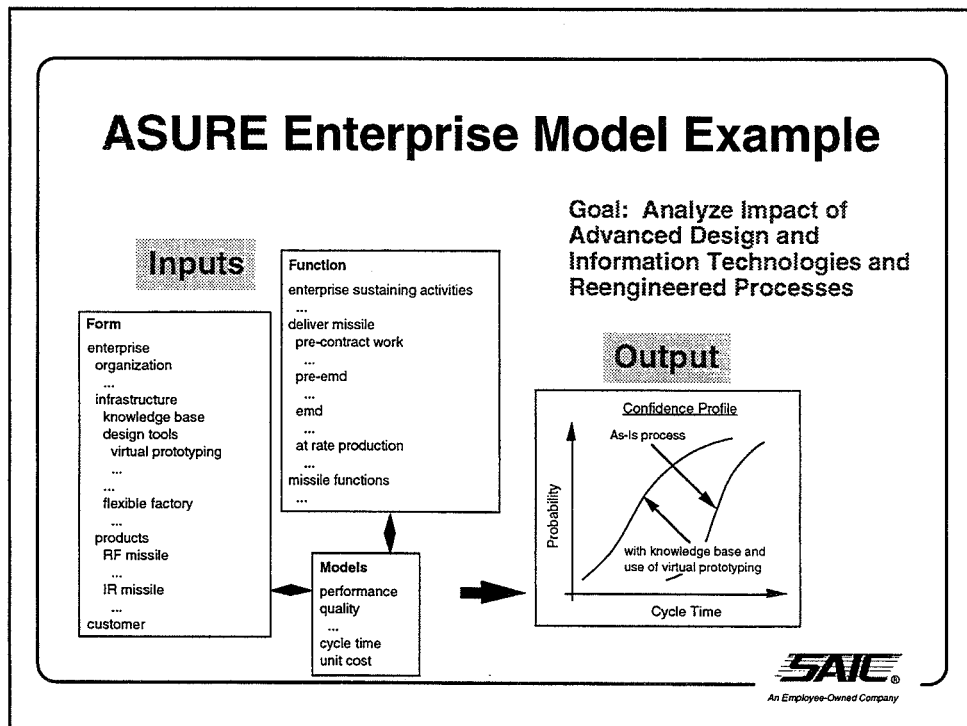 ASURE Enterprise Model Example
Goal: Analyze Impact of
Advanced Design and
Information Technologies and
Reengineered Processes
Inputs
Form
enterprise
organization
...
infrastructure
knowledge base
design tools
virtual prototyping
...
...
flexible factory
...
products
RF missile
...
IR missile
...
customer
Function
enterprise sustaining activities
...
deliver missile
pre-contract work
...
pre-emd
...
emd
...
at rate production
...
missile functions
...
Models
performance
quality
...
cycle time
unit cost
Output
Confidence Profile
As-Is process
Probability
with knowledge base and
use of virtual prototyping
Cycle Time
SAIC®
An Employee-Owned Company